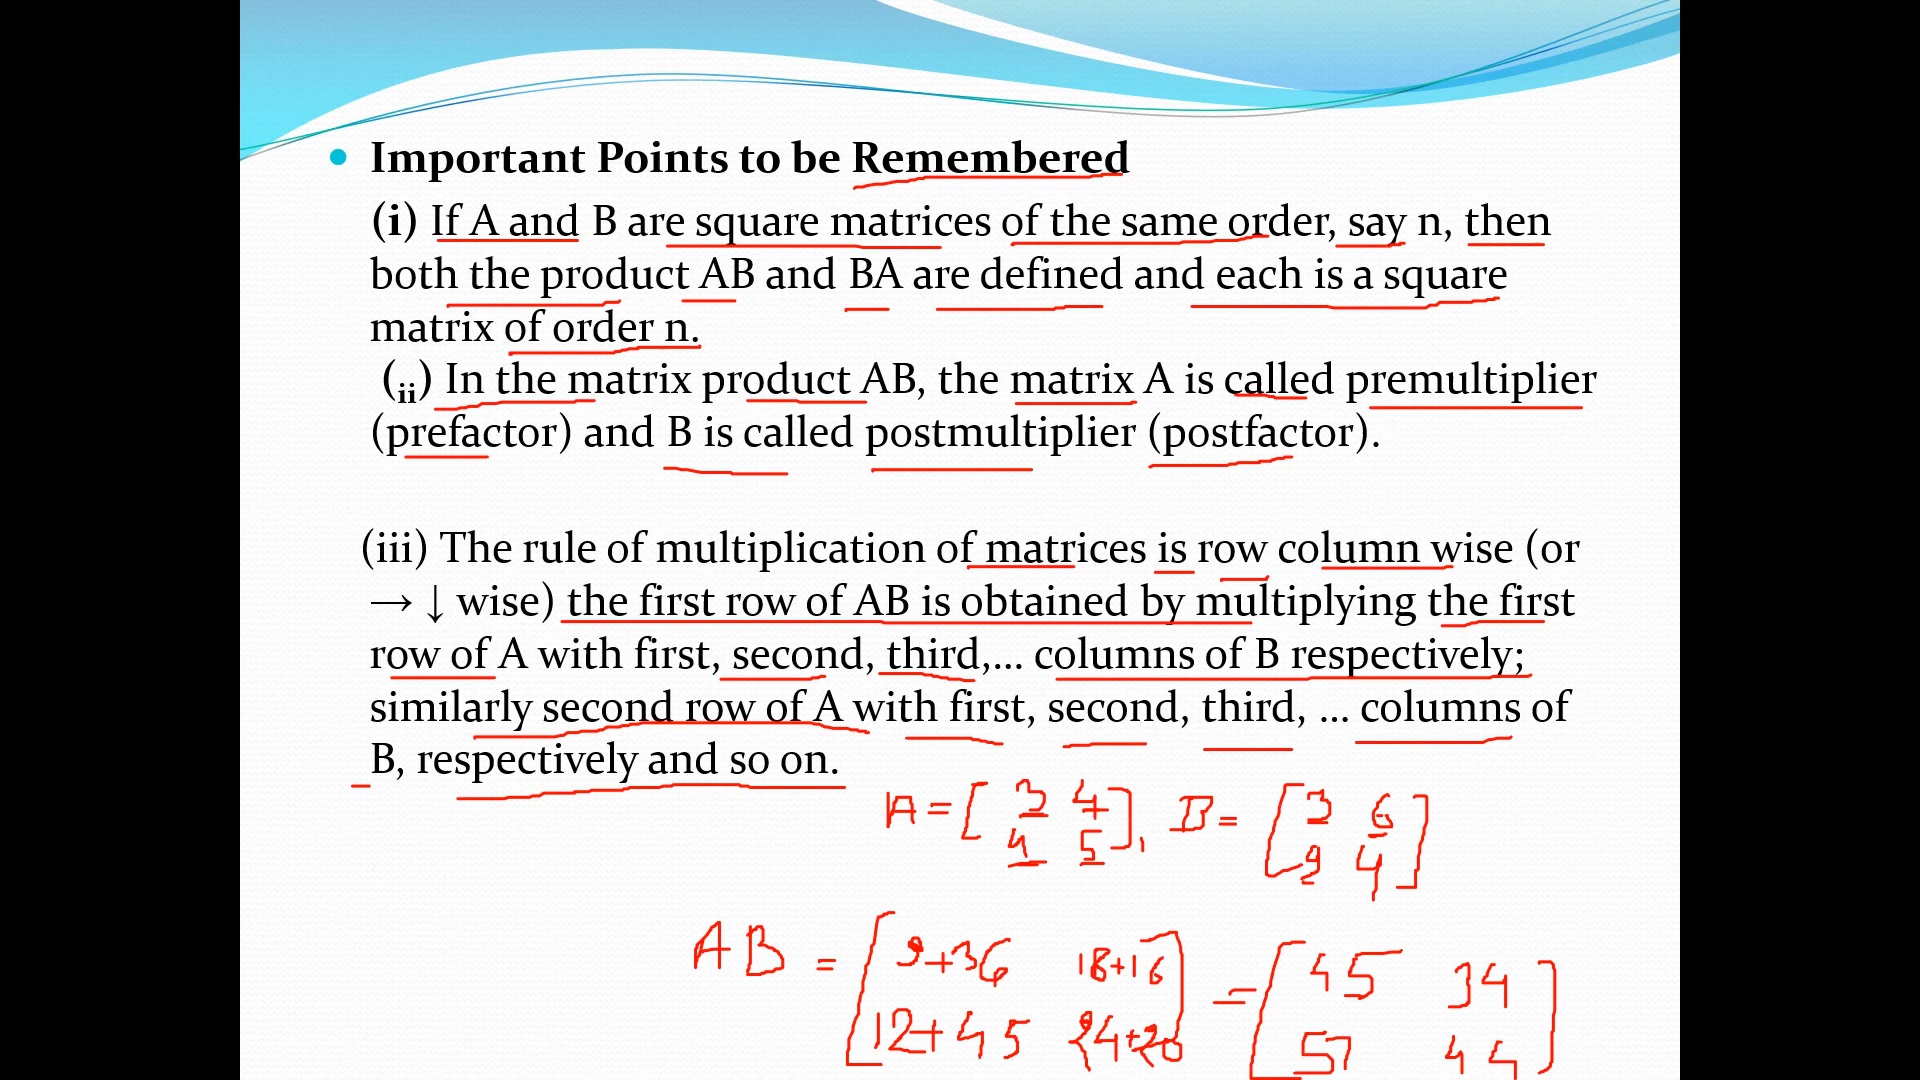 • Important Points to be Remembered
(i) If A and B are square matrices of the same order, say n, then
both the product AB and BA are defined and each is a square
matrix of order n.
(ii) In the matrix product AB, the matrix A is called premultiplier
(prefactor) and B is called postmultiplier (postfactor).
(iii) The rule of multiplication of matrices is row column wise (or
→ ↓ wise) the first row of AB is obtained by multiplying the first
row of A with first, second, third,... columns of B respectively;
similarly second row of A with first, second, third, ... columns of
B, respectively and so on.
A = [ 3 4 ], B = [ 3 6 ]
4 5 9 4
AB = [ 9+36 18+16 ] = [ 45 34 ]
12+45 24+20 57 44